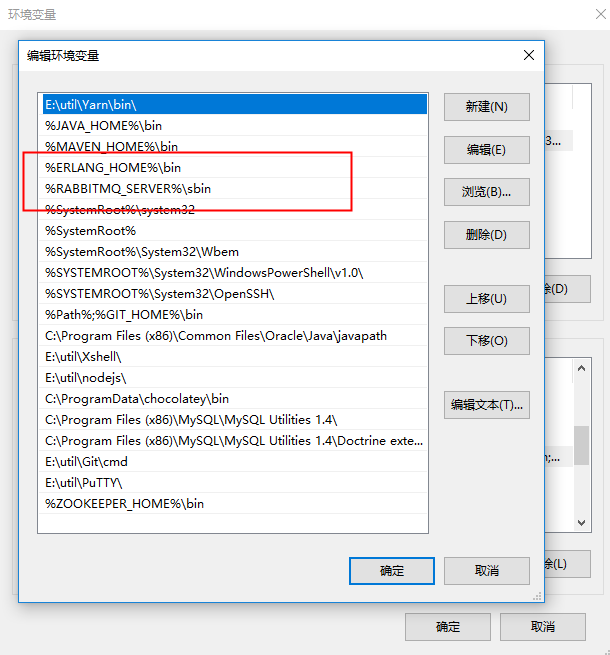 环境变量
编辑环境变量
E:\util\Yarn\bin\
%JAVA_HOME%\bin
%MAVEN_HOME%\bin
%ERLANG_HOME%\bin
%RABBITMQ_SERVER%\sbin
%SystemRoot%\system32
%SystemRoot%
%SystemRoot%\System32\Wbem
%SYSTEMROOT%\System32\WindowsPowerShell\v1.0\
%SYSTEMROOT%\System32\OpenSSH\
%Path%;%GIT_HOME%\bin
C:\Program Files (x86)\Common Files\Oracle\Java\javapath
E:\util\Xshell\
E:\util\nodejs\
C:\ProgramData\chocolatey\bin
C:\Program Files (x86)\MySQL\MySQL Utilities 1.4\
C:\Program Files (x86)\MySQL\MySQL Utilities 1.4\Doctrine exte...
E:\util\Git\cmd
E:\util\PuTTY\
%ZOOKEEPER_HOME%\bin
新建(N)
编辑(E)
浏览(B)...
删除(D)
上移(U)
下移(O)
编辑文本(T)...
确定
取消
3...
除(D)
n;...
除(L)
确定
取消